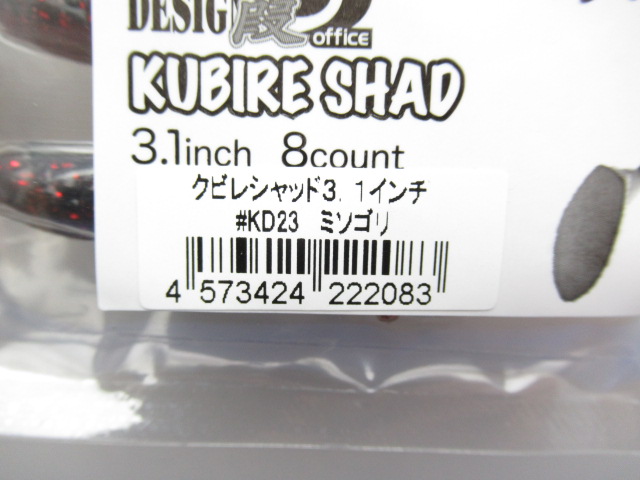 DESIGN 霞
office
KUBIRE SHAD
3.1inch 8count
クビレシャッド3.1インチ
#KD23 ミソゴリ
4 573424 222083